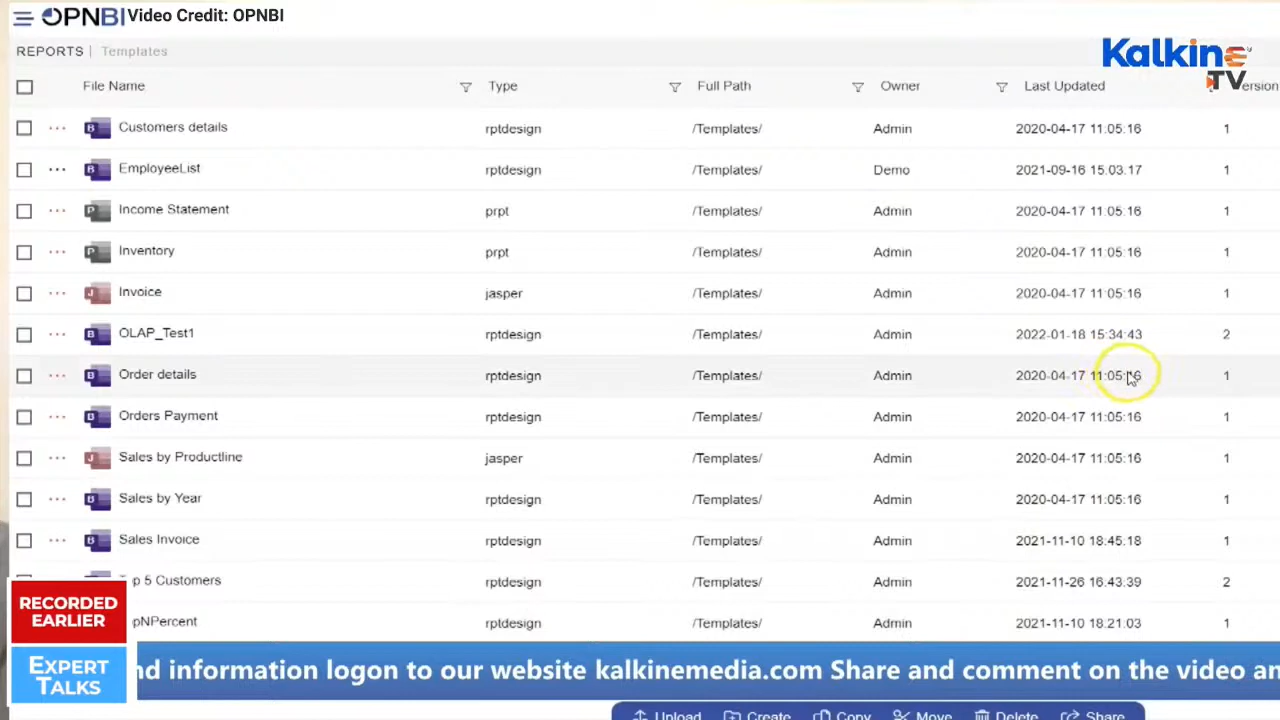 OPNBI Video Credit: OPNBI
REPORTS | Templates
Kalkine TV
File Name Type Full Path Owner Last Updated ersion
Customers details rptdesign /Templates/ Admin 2020-04-17 11:05:16 1
EmployeeList rptdesign /Templates/ Demo 2021-09-16 15:03:17 1
Income Statement prpt /Templates/ Admin 2020-04-17 11:05:16 1
Inventory prpt /Templates/ Admin 2020-04-17 11:05:16 1
Invoice jasper /Templates/ Admin 2020-04-17 11:05:16 1
OLAP_Test1 rptdesign /Templates/ Admin 2022-01-18 15:34:43 2
Order details rptdesign /Templates/ Admin 2020-04-17 11:05:16 1
Orders Payment rptdesign /Templates/ Admin 2020-04-17 11:05:16 1
Sales by Productline jasper /Templates/ Admin 2020-04-17 11:05:16 1
Sales by Year rptdesign /Templates/ Admin 2020-04-17 11:05:16 1
Sales Invoice rptdesign /Templates/ Admin 2021-11-10 18:45:18 1
p 5 Customers rptdesign /Templates/ Admin 2021-11-26 16:43:39 2
pNPercent rptdesign /Templates/ Admin 2021-11-10 18:21:03 1
RECORDED
EARLIER
EXPERT
TALKS
nd information logon to our website kalkinemedia.com Share and comment on the video an
Upload Create Copy Move Delete Share